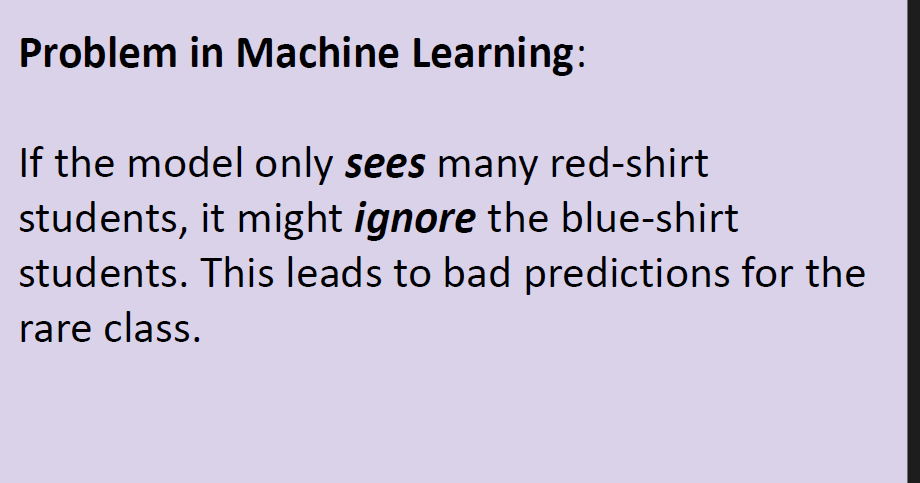 Problem in Machine Learning:
If the model only sees many red-shirt
students, it might ignore the blue-shirt
students. This leads to bad predictions for the
rare class.